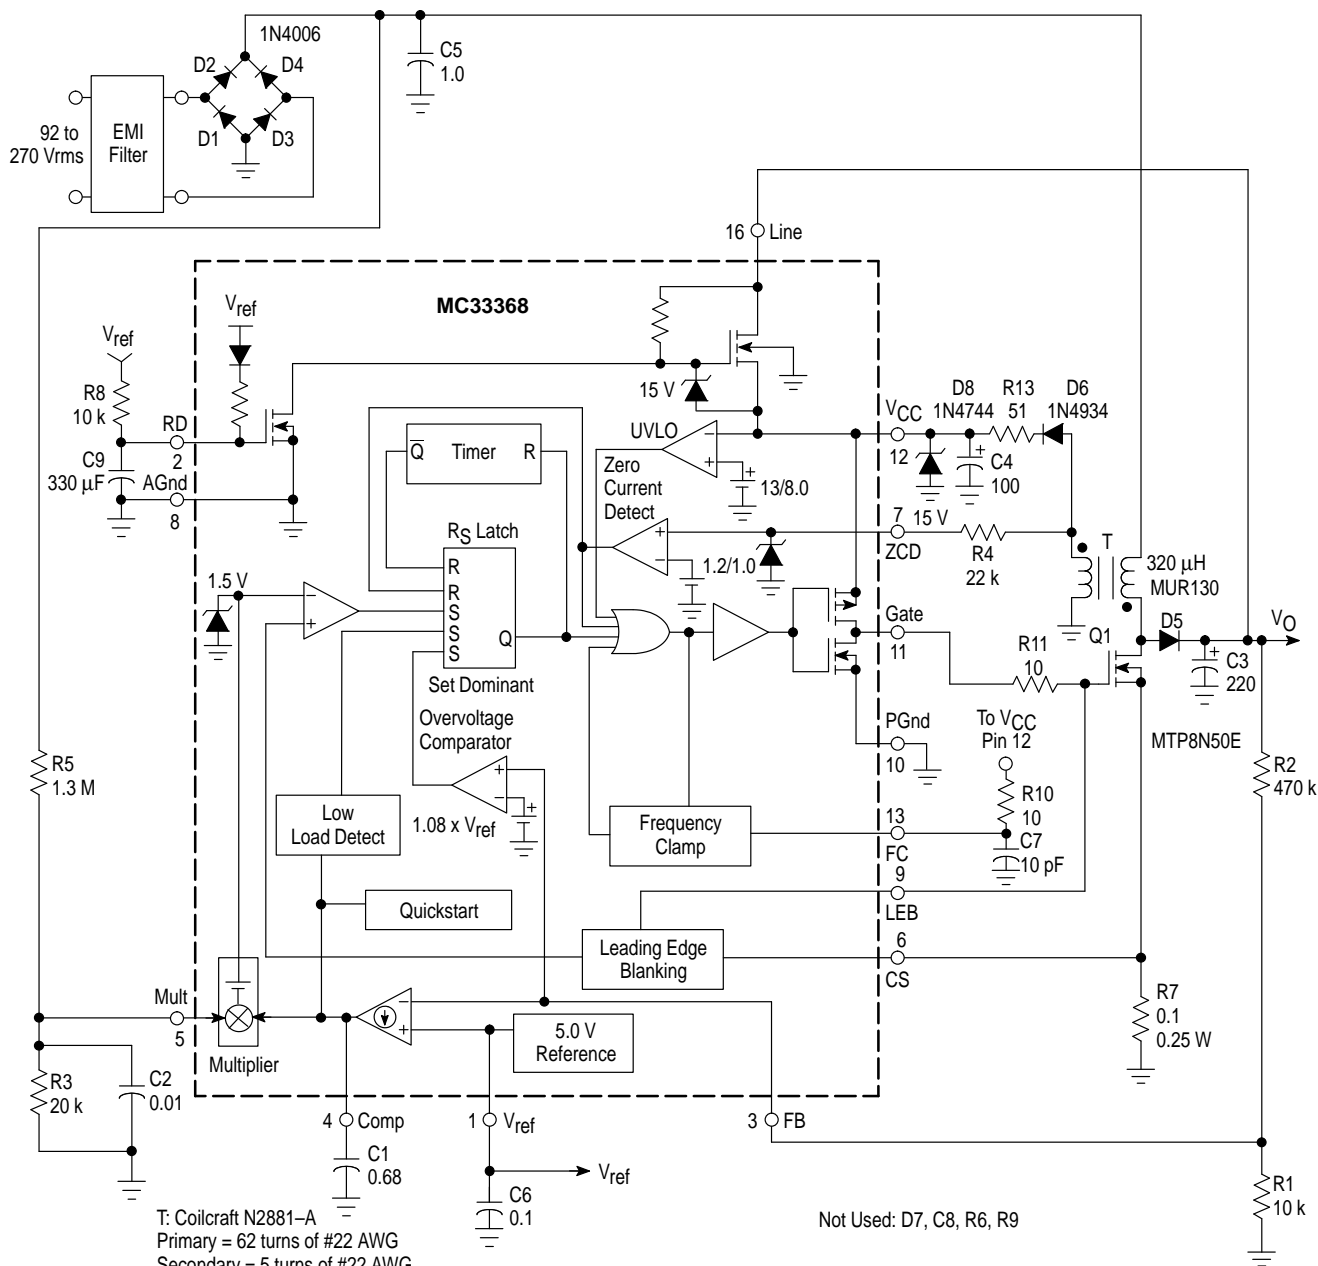 1N4006
C5
1.0
D2
D4
D1
D3
92 to
270 Vrms
EMI
Filter
16
Line
MC33368
Vref
Vref
R8
10 k
RD
2
C9
330 µF
AGnd
8
15 V
VCC
12
D8
1N4744
R13
51
D6
1N4934
C4
100
+
UVLO
–
+
+
13/8.0
Q
Timer
R
Zero
Current
Detect
+
–
1.2/1.0
7
15 V
ZCD
R4
22 k
T
320 µH
MUR130
RS Latch
R
R
S
S
S
Q
Set Dominant
1.5 V
–
+
Gate
11
R11
10
Q1
D5
VO
+
C3
220
MTP8N50E
Overvoltage
Comparator
+
–
+
1.08 x Vref
PGnd
10
To VCC
Pin 12
R10
10
C7
10 pF
R5
1.3 M
R2
470 k
Low
Load Detect
Frequency
Clamp
13
FC
9
LEB
Quickstart
Leading Edge
Blanking
6
CS
R7
0.1
0.25 W
Mult
5
Multiplier
–
+
5.0 V
Reference
R3
20 k
C2
0.01
4
Comp
1
Vref
3
FB
C1
0.68
Vref
C6
0.1
R1
10 k
T: Coilcraft N2881–A
Primary = 62 turns of #22 AWG
Secondary = 5 turns of #22 AWG
Not Used: D7, C8, R6, R9